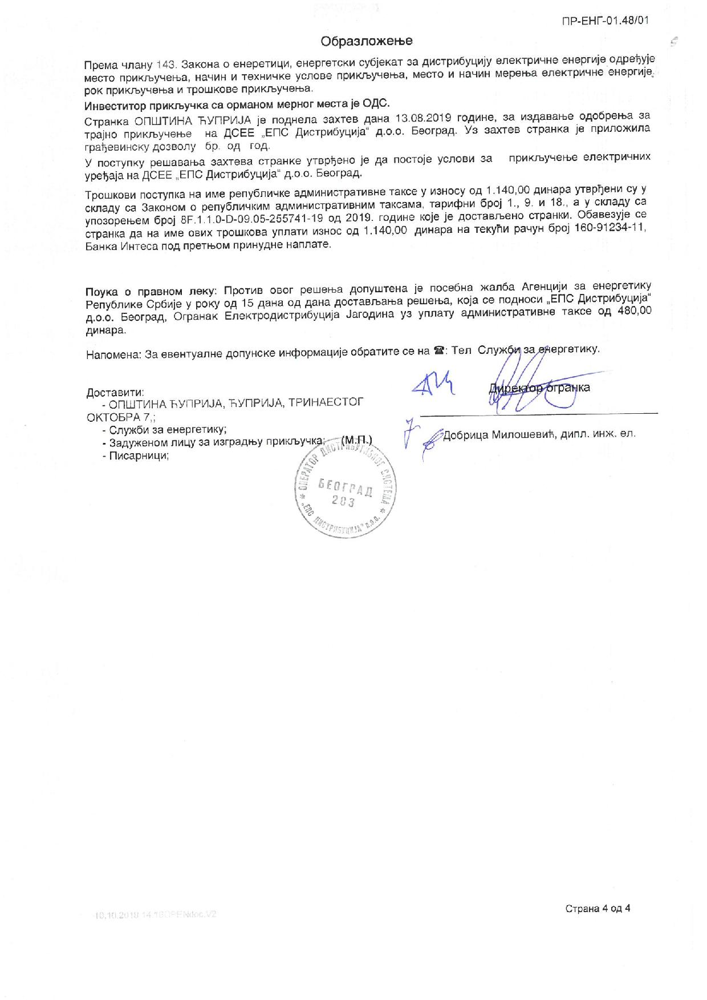 ПР-ЕНГ-01.48/01
Образложење
Према члану 143. Закона о енеретици, енергетски субјекат за дистрибуцију електричне енергије одређује
место прикључења, начин и техничке услове прикључења, место и начин мерења електричне енергије,
рок прикључења и трошкове прикључења.
Инвеститор прикључка са орманом мерног места је ОДС.
Странка ОПШТИНА ЋУПРИЈА је поднела захтев дана 13.08.2019 године, за издавање одобрења за
трајно прикључење на ДСЕЕ „ЕПС Дистрибуција“ д.о.о. Београд. Уз захтев странка је приложила
грађевинску дозволу бр. од год.
У поступку решавања захтева странке утврђено је да постоје услови за прикључење електричних
уређаја на ДСЕЕ „ЕПС Дистрибуција“ д.о.о. Београд.
Трошкови поступка на име републичке административне таксе у износу од 1.140,00 динара утврђени су у
складу са Законом о републичким административним таксама, тарифни број 1., 9. и 18., а у складу са
упозорењем број 8F.1.1.0-D-09.05-255741-19 од 2019. године које је достављено странки. Обавезује се
странка да на име ових трошкова уплати износ од 1.140,00 динара на текући рачун број 160-91234-11,
Банка Интеса под претњом принудне наплате.
Поука о правном леку: Против овог решења допуштена је посебна жалба Агенцији за енергетику
Републике Србије у року од 15 дана од дана достављања решења, која се подноси „ЕПС Дистрибуција“
д.о.о. Београд, Огранак Електродистрибуција Јагодина уз уплату административне таксе од 480,00
динара.
Напомена: За евентуалне допунске информације обратите се на ☎: Тел Служби за енергетику.
Директор огранка
Доставити:
- ОПШТИНА ЋУПРИЈА, ЋУПРИЈА, ТРИНАЕСТОГ
ОКТОБРА 7,;
- Служби за енергетику;
- Задуженом лицу за изградњу прикључка;
- Писарници;
(М.П.)
Добрица Милошевић, дипл. инж. ел.
ОПЕРАТОР ДИСТРИБУТИВНОГ СИСТЕМА
БЕОГРАД
203
* „ЕПС ДИСТРИБУЦИЈА“ д.о.о. *
Страна 4 од 4